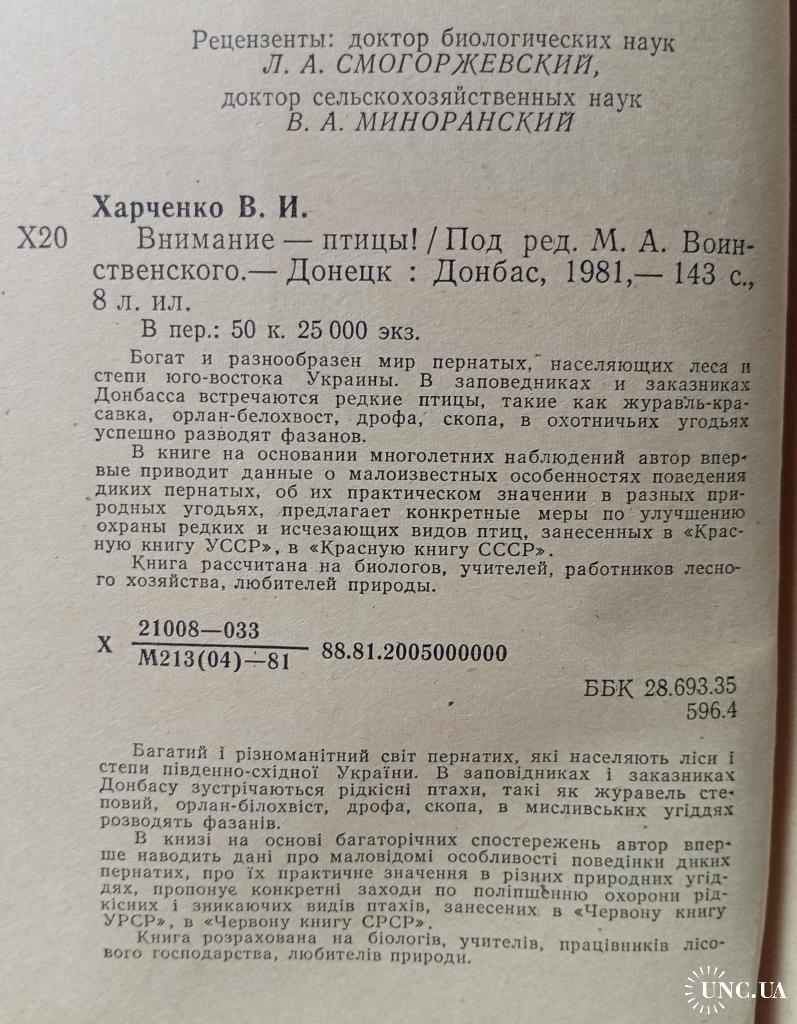 Рецензенты: доктор биологических наук
Л. А. СМОГОРЖЕВСКИЙ,
доктор сельскохозяйственных наук
В. А. МИНОРАНСКИЙ
Харченко В. И.
Х20 Внимание — птицы! / Под ред. М. А. Воин-
ственского.— Донецк : Донбас, 1981,— 143 с.,
8 л. ил.
В пер.: 50 к. 25 000 экз.
Богат и разнообразен мир пернатых, населяющих леса и
степи юго-востока Украины. В заповедниках и заказниках
Донбасса встречаются редкие птицы, такие как журавль-кра-
савка, орлан-белохвост, дрофа, скопа, в охотничьих угодьях
успешно разводят фазанов.
В книге на основании многолетних наблюдений автор впер-
вые приводит данные о малоизвестных особенностях поведения
диких пернатых, об их практическом значении в разных при-
родных угодьях, предлагает конкретные меры по улучшению
охраны редких и исчезающих видов птиц, занесенных в «Крас-
ную книгу УССР», в «Красную книгу СССР».
Книга рассчитана на биологов, учителей, работников лесно-
го хозяйства, любителей природы.
Х 21008—033
М213(04)—81 88.81.2005000000
ББК 28.693.35
596.4
Багатий і різноманітний світ пернатих, які населяють ліси і
степи південно-східної України. В заповідниках і заказниках
Донбасу зустрічаються рідкісні птахи, такі як журавель сте-
повий, орлан-білохвіст, дрофа, скопа, в мисливських угіддях
розводять фазанів.
В книзі на основі багаторічних спостережень автор впер-
ше наводить дані про маловідомі особливості поведінки диких
пернатих, про їх практичне значення в різних природних угід-
дях, пропонує конкретні заходи по поліпшенню охорони рід-
кісних і зникаючих видів птахів, занесених в «Червону книгу
УРСР», в «Червону книгу СРСР».
Книга розрахована на біологів, учителів, працівників лісо-
вого господарства, любителів природи.
UNC.UA